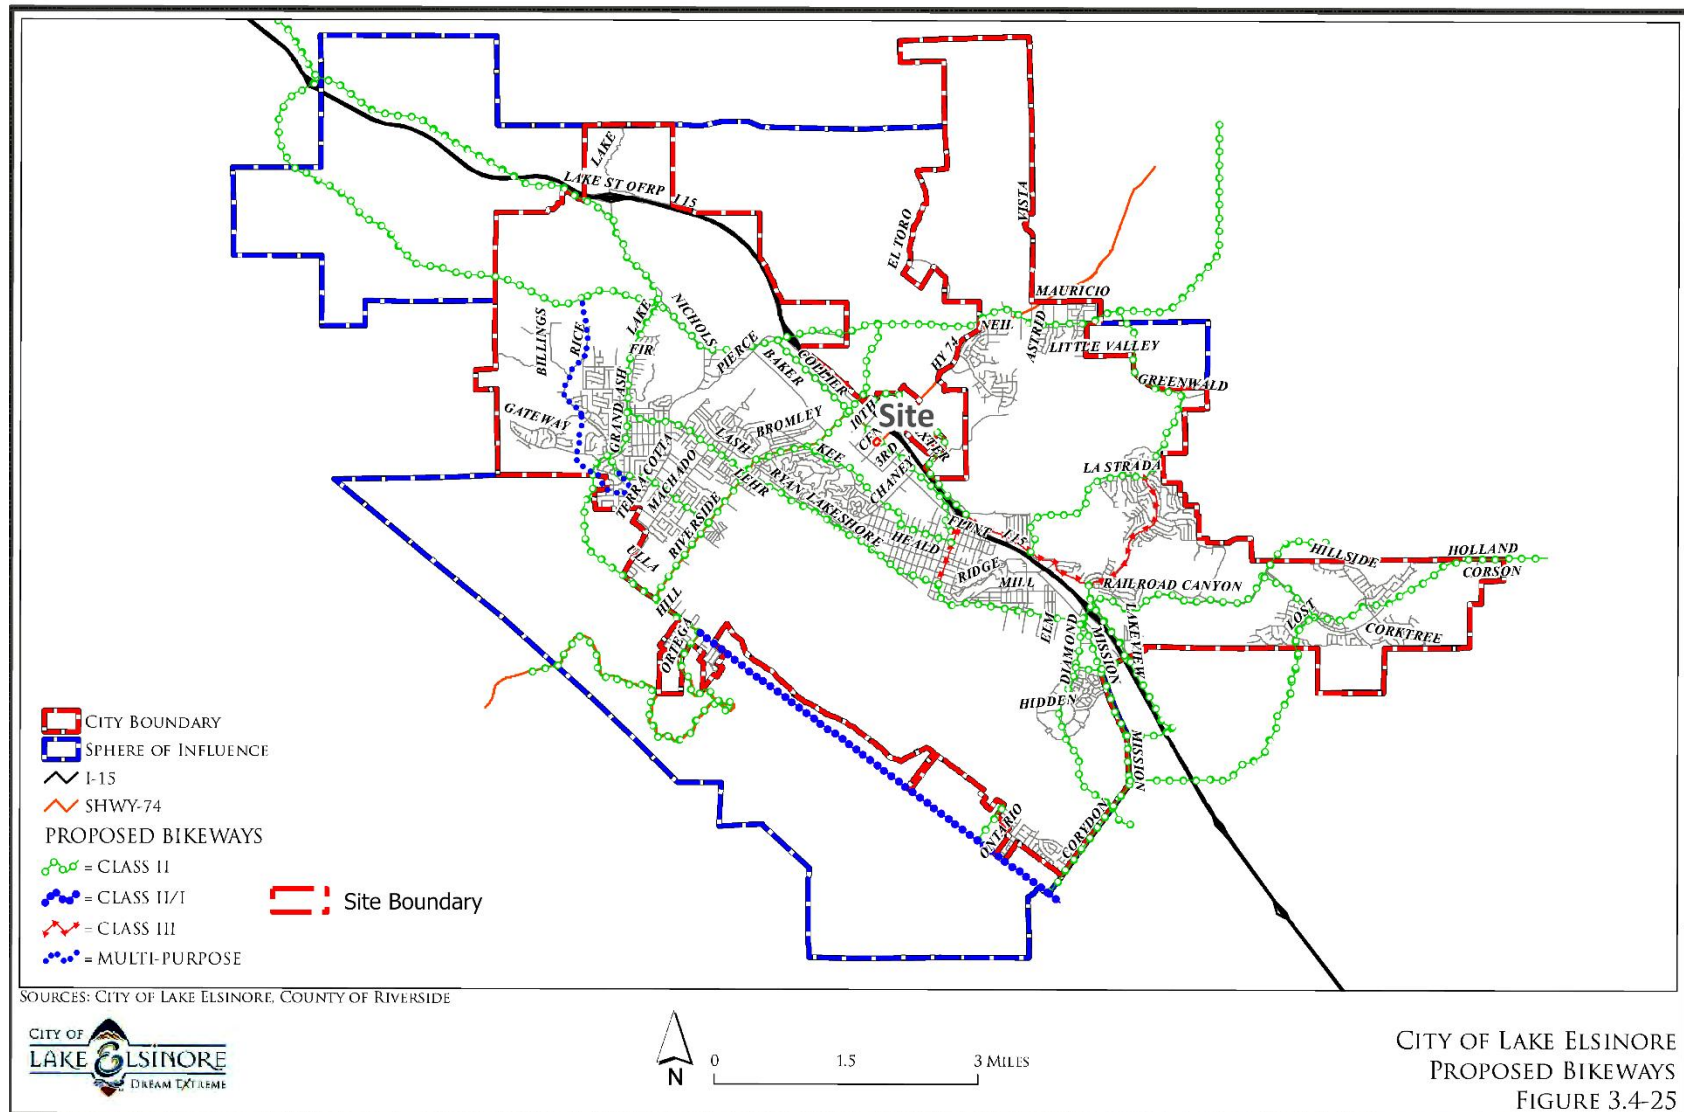 LAKE
LAKE ST OFRP
I15
EL TORO
VISTA
MAURICIO
NEIL
ASTRID
LITTLE VALLEY
GREENWALD
HY 74
NICHOLS
LAKE
BILLINGS
RICE
FIR
PIERCE
BAKER
COLLIER
GRAND
ASH
GATEWAY
10TH
Site
CEN
3RD
CHANEY
BROMLEY
LASH
KEE
TERRA COTTA
MACHADO
LEHR
RYAN
LAKESHORE
RIVERSIDE
LA STRADA
FLINT
I-15
HEALD
RIDGE
MILL
ELM
RAILROAD CANYON
HILLSIDE
HOLLAND
CORSON
LOST
CORKTREE
ULLA
HILL
ORTEGA
DIAMOND
MISSION
LAKEVIEW
HIDDEN
MISSION
ONTARIO
CORYDON
CITY BOUNDARY
SPHERE OF INFLUENCE
I-15
SHWY-74
PROPOSED BIKEWAYS
= CLASS II
= CLASS II/I
= CLASS III
= MULTI-PURPOSE
Site Boundary
SOURCES: CITY OF LAKE ELSINORE, COUNTY OF RIVERSIDE
CITY OF
LAKE ELSINORE
DREAM EXTREME
N
0 1.5 3 MILES
CITY OF LAKE ELSINORE
PROPOSED BIKEWAYS
FIGURE 3.4-25